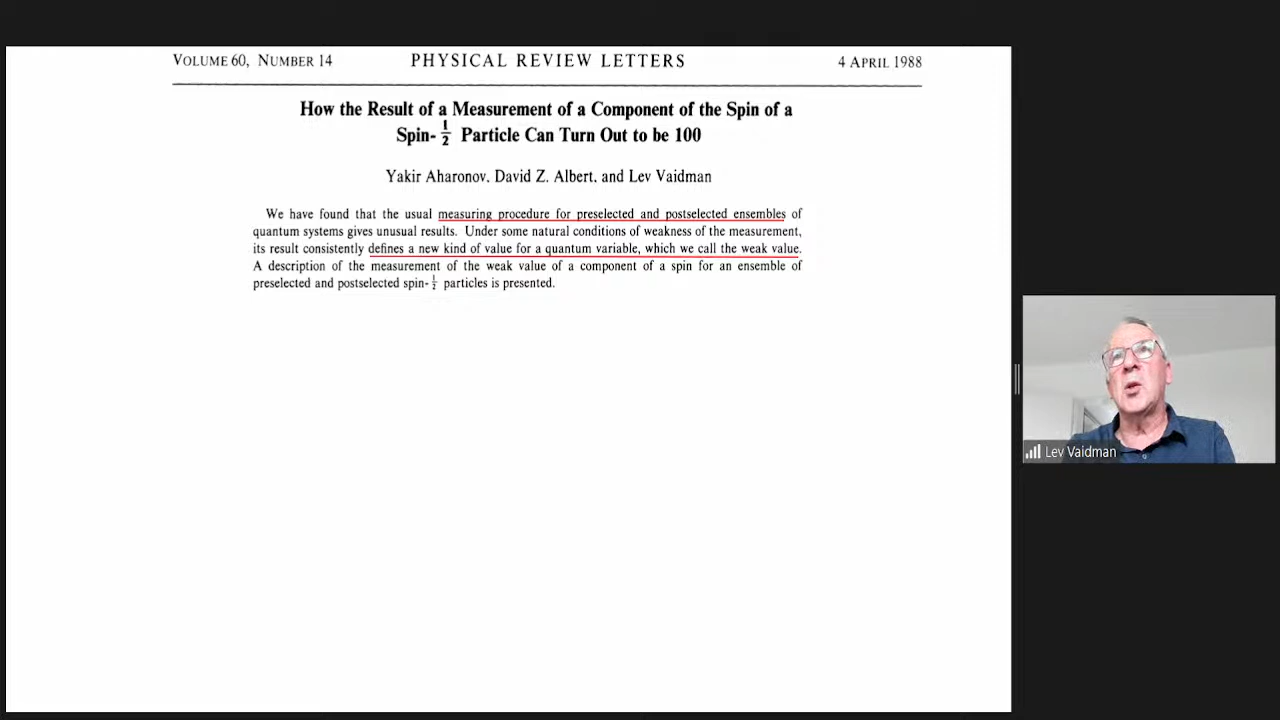 VOLUME 60, NUMBER 14 PHYSICAL REVIEW LETTERS 4 APRIL 1988
How the Result of a Measurement of a Component of the Spin of a
Spin-½ Particle Can Turn Out to be 100
Yakir Aharonov, David Z. Albert, and Lev Vaidman
We have found that the usual measuring procedure for preselected and postselected ensembles of
quantum systems gives unusual results. Under some natural conditions of weakness of the measurement,
its result consistently defines a new kind of value for a quantum variable, which we call the weak value.
A description of the measurement of the weak value of a component of a spin for an ensemble of
preselected and postselected spin-½ particles is presented.
Lev Vaidman